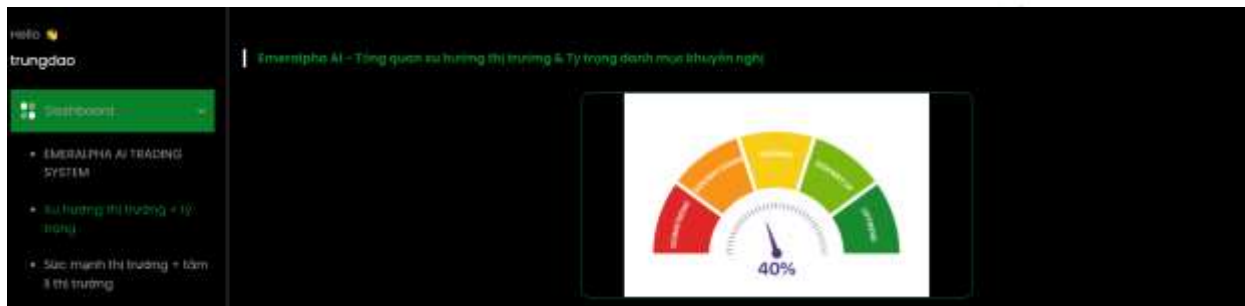 Hello 👋
trungdao
Emeralpha AI - Tổng quan xu hướng thị trường & Tỷ trọng danh mục khuyến nghị
Dashboard
EMERALPHA AI TRADING
SYSTEM
Xu hướng thị trường + tỷ
trọng
Sức mạnh thị trường + tâm
lí thị trường
40%